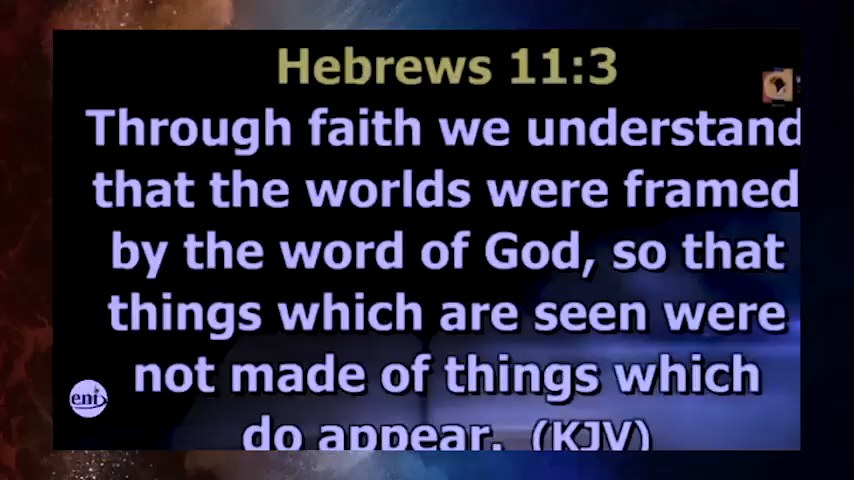 Hebrews 11:3
Through faith we understand
that the worlds were framed
by the word of God, so that
things which are seen were
not made of things which
do appear. (KJV)
eni